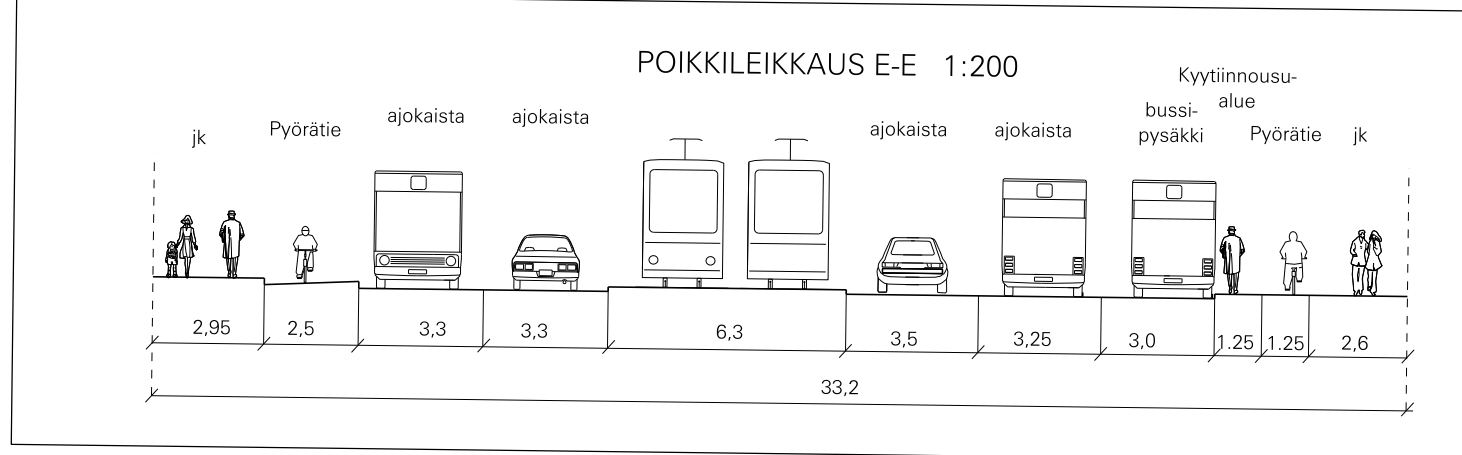 POIKKILEIKKAUS E-E 1:200
jk
Pyörätie
ajokaista
ajokaista
ajokaista
ajokaista
bussi-
pysäkki
Kyytiinnousu-
alue
Pyörätie
jk
2,95
2,5
3,3
3,3
6,3
3,5
3,25
3,0
1.25
1.25
2,6
33,2